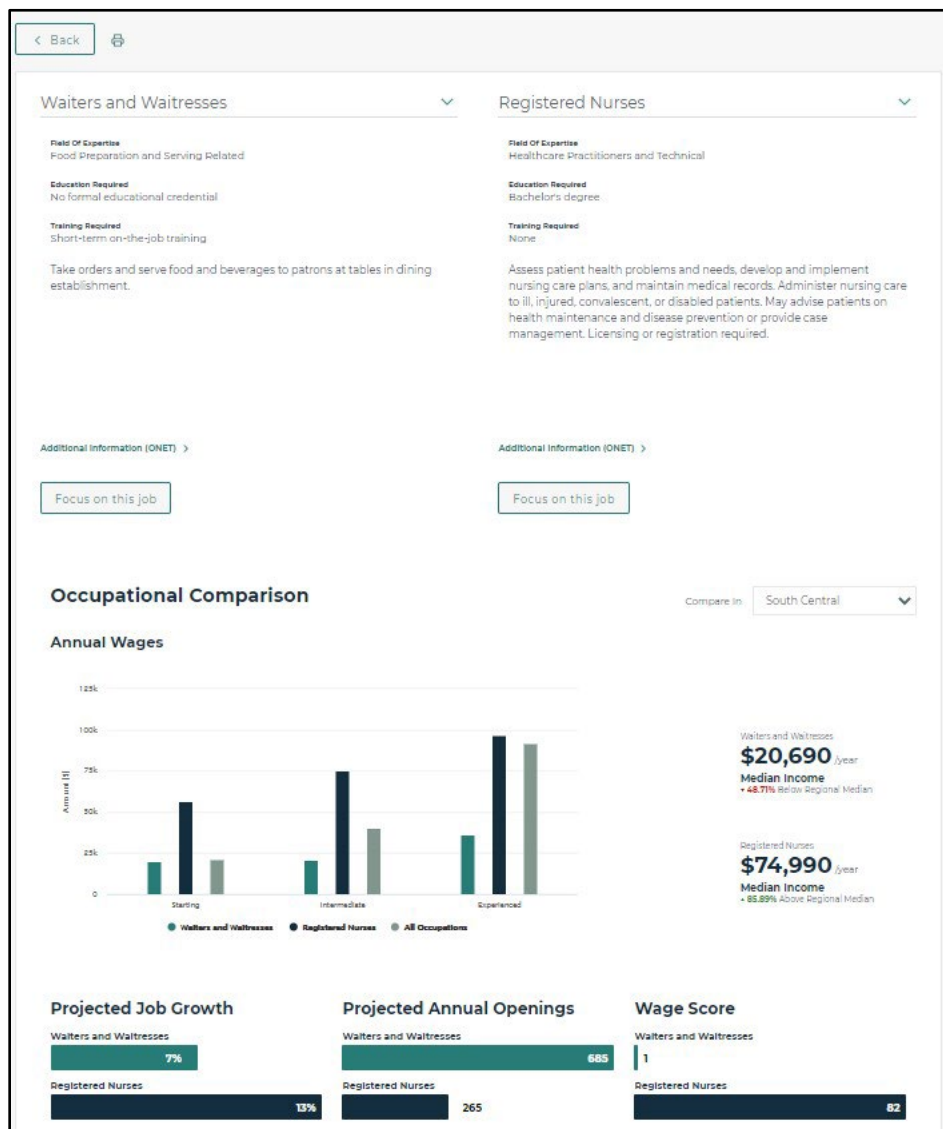 Back
Waiters and Waitresses
Field Of Expertise
Food Preparation and Serving Related
Education Required
No formal educational credential
Training Required
Short-term on-the-job training
Take orders and serve food and beverages to patrons at tables in dining
establishment.
Additional Information (ONET)
Focus on this job
Registered Nurses
Field Of Expertise
Healthcare Practitioners and Technical
Education Required
Bachelor's degree
Training Required
None
Assess patient health problems and needs, develop and implement
nursing care plans, and maintain medical records. Administer nursing care
to ill, injured, convalescent, or disabled patients. May advise patients on
health maintenance and disease prevention or provide case
management. Licensing or registration required.
Additional Information (ONET)
Focus on this job
Occupational Comparison
Compare In South Central
Annual Wages
Amount [$]
125k
100k
75k
50k
25k
0
Starting Intermediate Experienced
Waiters and Waitresses Registered Nurses All Occupations
Waiters and Waitresses
$20,690 /year
Median Income
48.71% Below Regional Median
Registered Nurses
$74,990 /year
Median Income
85.89% Above Regional Median
Projected Job Growth
Waiters and Waitresses
7%
Registered Nurses
13%
Projected Annual Openings
Waiters and Waitresses
685
Registered Nurses
265
Wage Score
Waiters and Waitresses
1
Registered Nurses
82